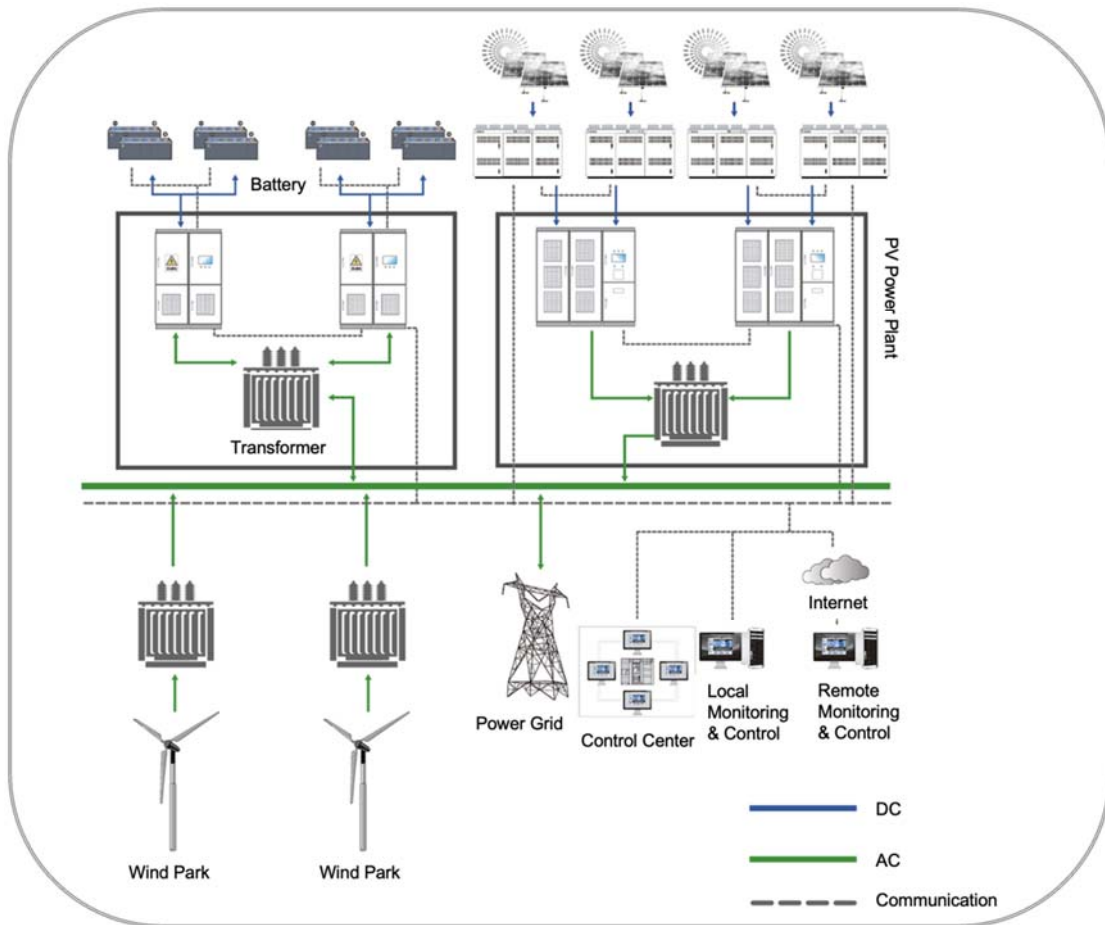 Battery
PV Power Plant
Transformer
Internet
Power Grid
Control Center
Local
Monitoring
& Control
Remote
Monitoring
& Control
Wind Park
Wind Park
DC
AC
Communication